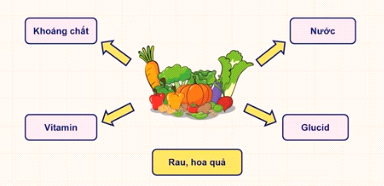 Khoáng chất
Nước
Vitamin
Glucid
Rau, hoa quả